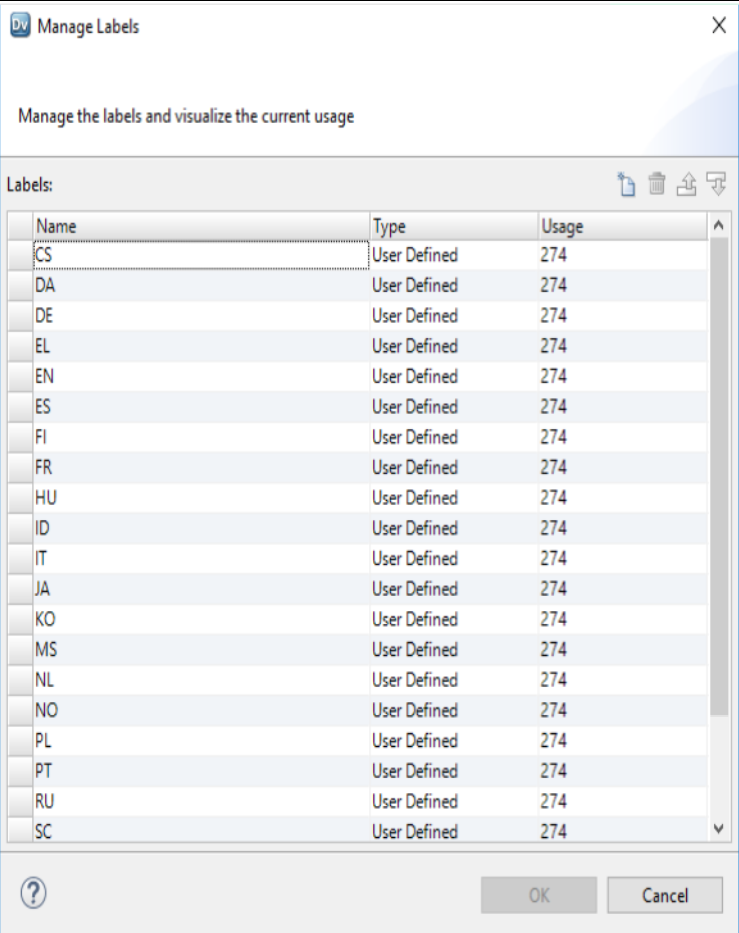 Dv Manage Labels
Manage the labels and visualize the current usage
Labels:
Name Type Usage
CS User Defined 274
DA User Defined 274
DE User Defined 274
EL User Defined 274
EN User Defined 274
ES User Defined 274
FI User Defined 274
FR User Defined 274
HU User Defined 274
ID User Defined 274
IT User Defined 274
JA User Defined 274
KO User Defined 274
MS User Defined 274
NL User Defined 274
NO User Defined 274
PL User Defined 274
PT User Defined 274
RU User Defined 274
SC User Defined 274
? OK Cancel